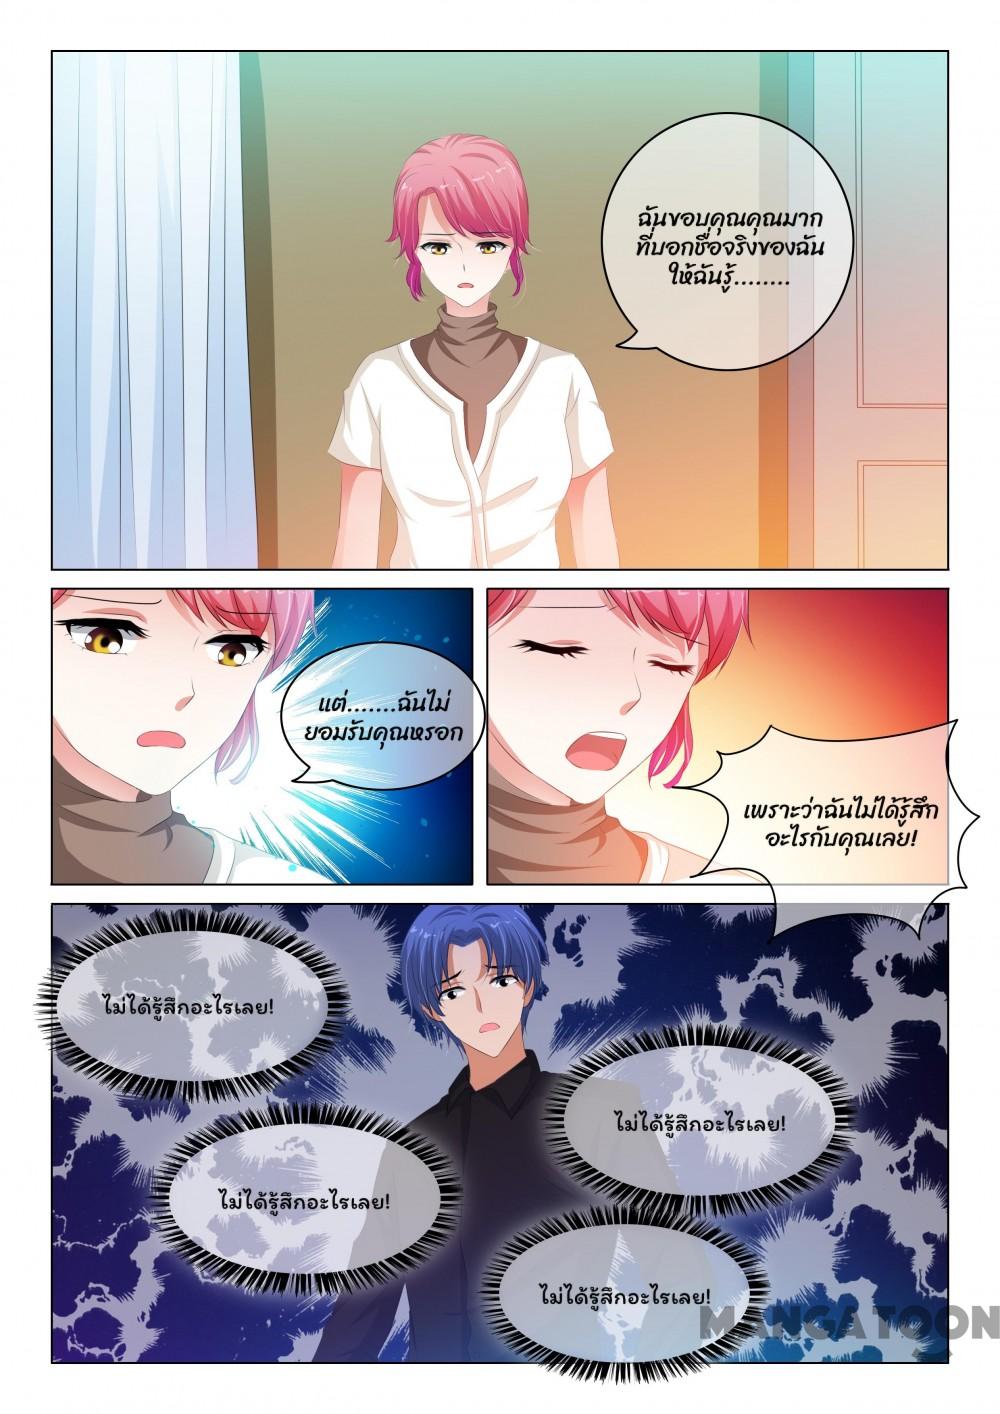 ฉันขอบคุณคุณมาก
ที่บอกชื่อจริงของฉัน
ให้ฉันรู้........
แต่.......ฉันไม่
ยอมรับคุณหรอก
เพราะว่าฉันไม่ได้รู้สึก
อะไรกับคุณเลย!
ไม่ได้รู้สึกอะไรเลย!
ไม่ได้รู้สึกอะไรเลย!
ไม่ได้รู้สึกอะไรเลย!
ไม่ได้รู้สึกอะไรเลย!
MANGATOON